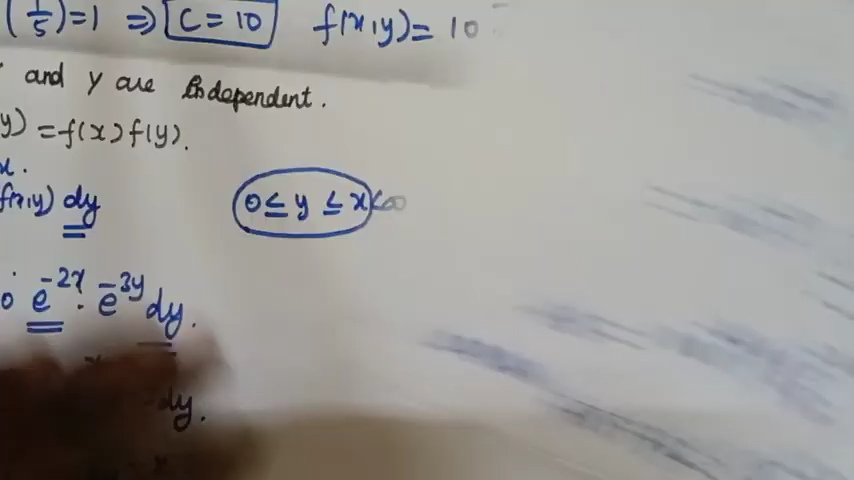 (1/5)=1 ⇒ C = 10 f(x,y)= 10
and y are independent.
y) = f(x) f(y).
x.
f(x,y) dy 0 ≤ y ≤ x < ∞
e^{-2x} . e^{-3y} dy.
dy.